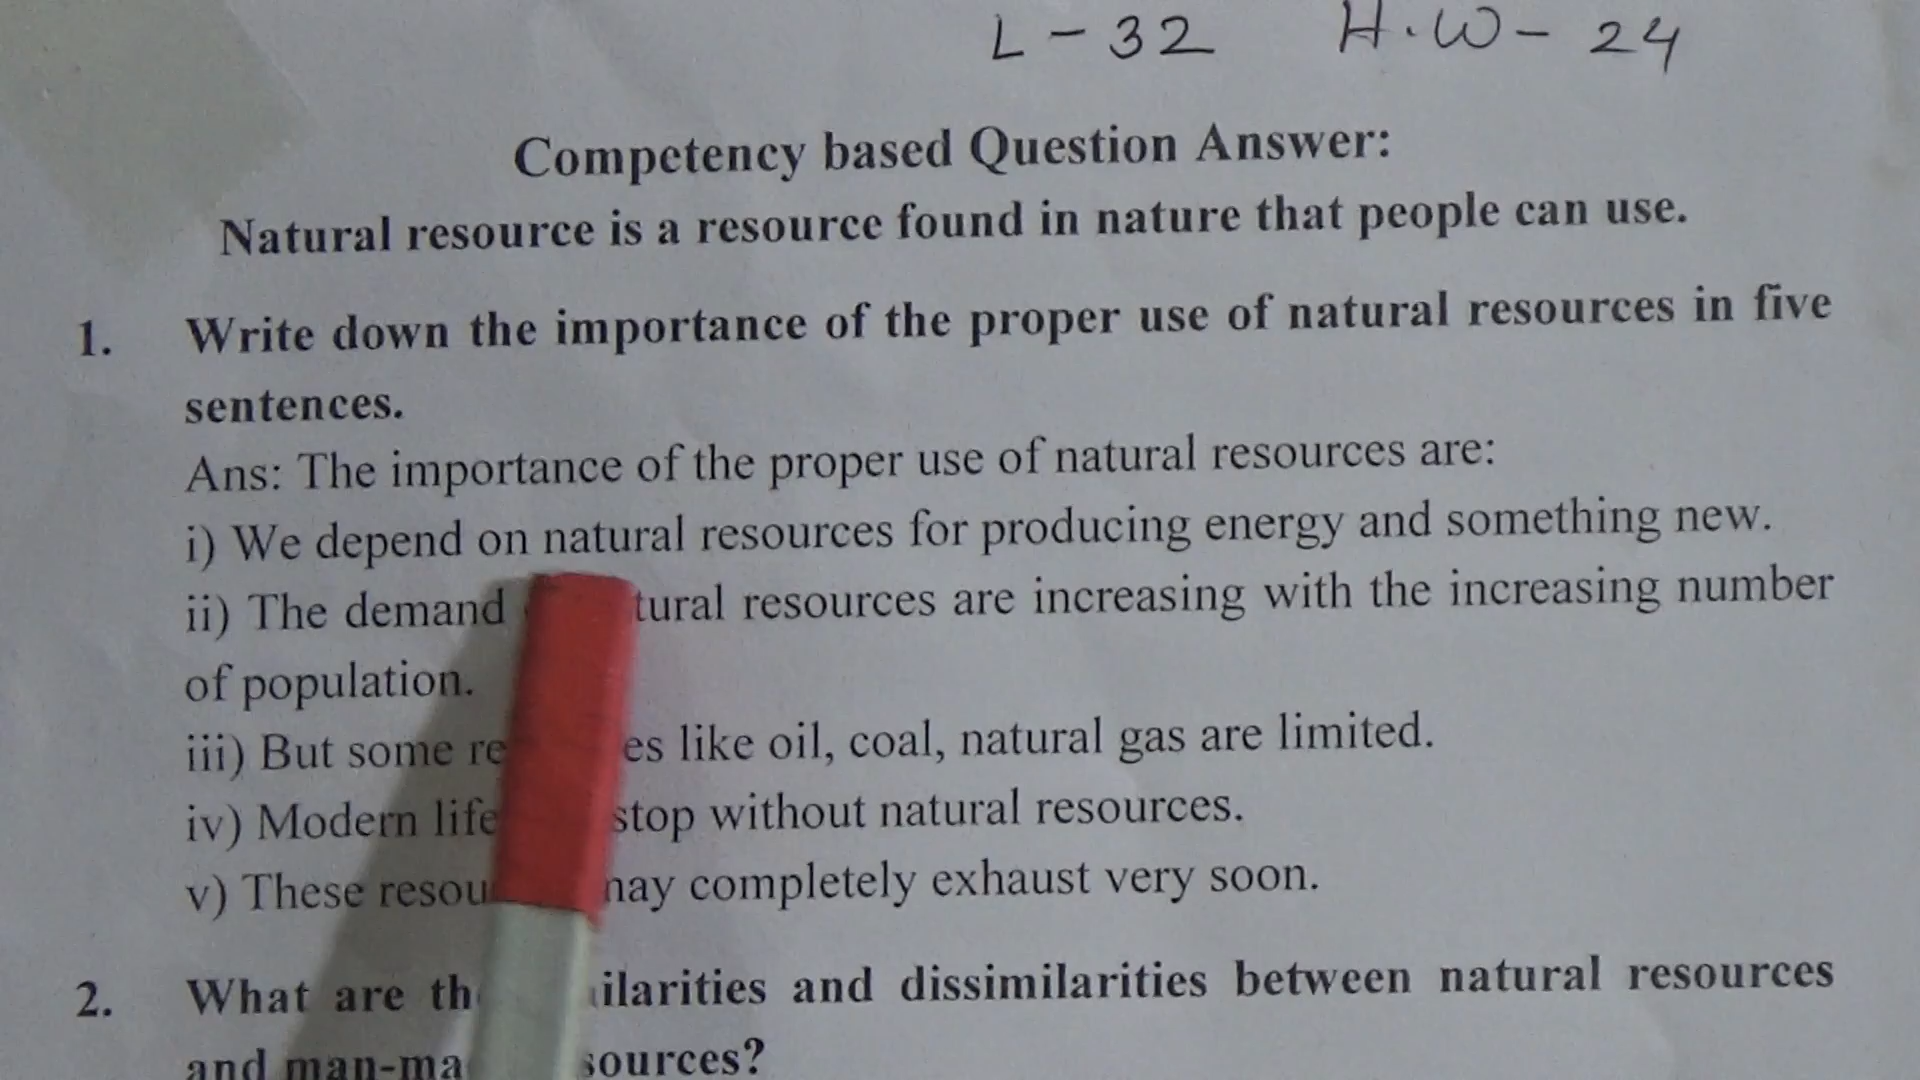 L - 32 H.W - 24
Competency based Question Answer:
Natural resource is a resource found in nature that people can use.
1. Write down the importance of the proper use of natural resources in five
sentences.
Ans: The importance of the proper use of natural resources are:
i) We depend on natural resources for producing energy and something new.
ii) The demand tural resources are increasing with the increasing number
of population.
iii) But some re es like oil, coal, natural gas are limited.
iv) Modern life stop without natural resources.
v) These resou may completely exhaust very soon.
2. What are th ilarities and dissimilarities between natural resources
and man-ma sources?